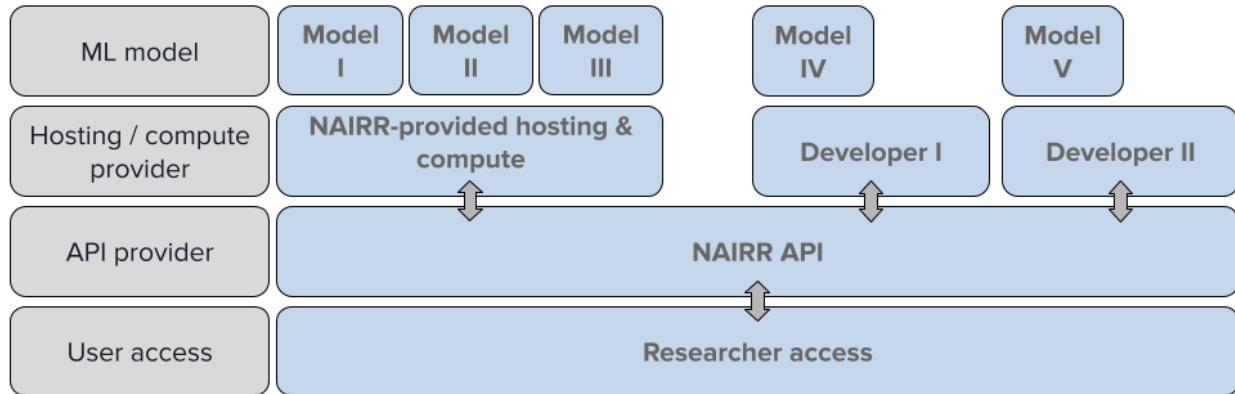 ML model
Model
I
Model
II
Model
III
Model
IV
Model
V
Hosting / compute
provider
NAIRR-provided hosting &
compute
Developer I
Developer II
API provider
NAIRR API
User access
Researcher access